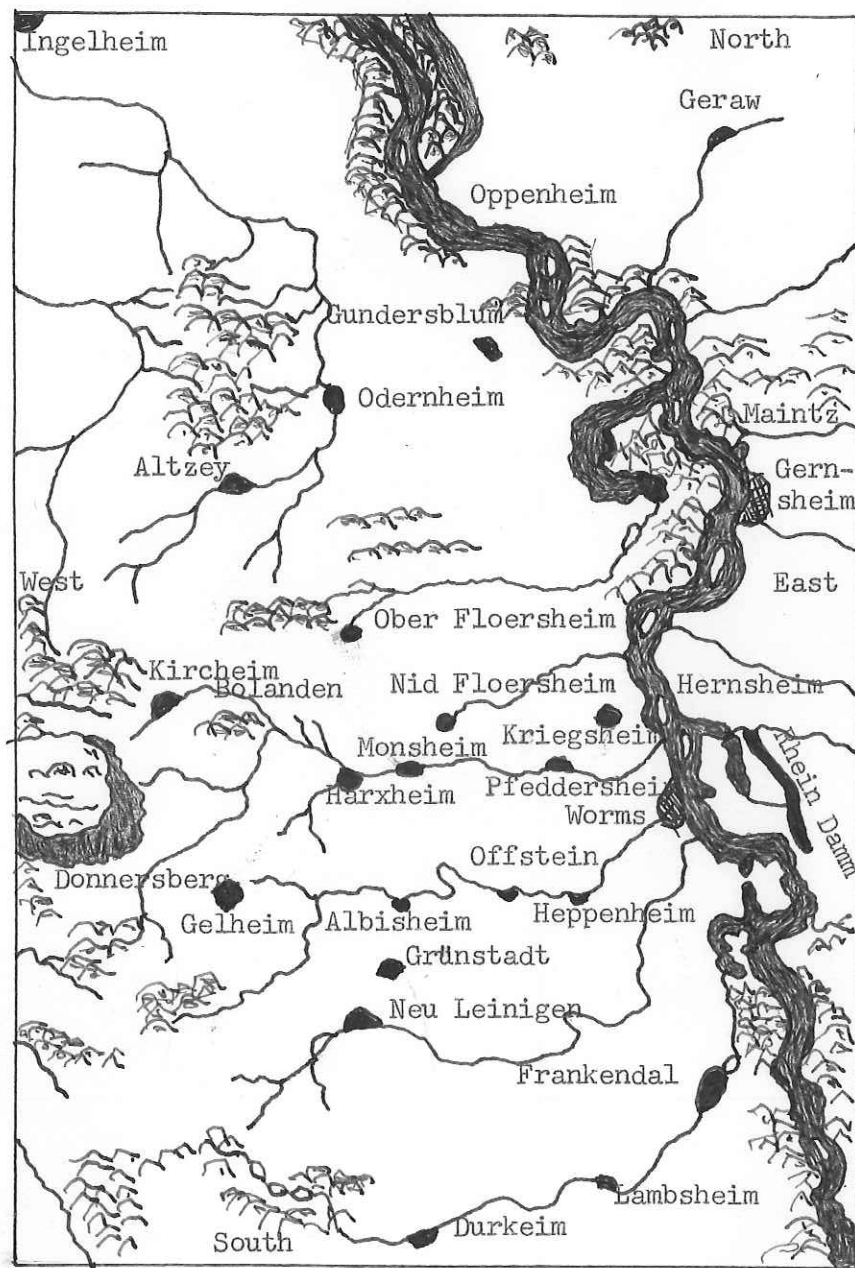 Ingelheim
North
Geraw
Oppenheim
Gundersblum
Odernheim
Maintz
Altzey
Gern-
sheim
West
East
Ober Floersheim
Kircheim
Bolanden
Nid Floersheim
Hernsheim
Monsheim
Kriegsheim
Rhein Damm
Harxheim
Pfeddersheim
Worms
Offstein
Donnersberg
Gelheim
Albisheim
Heppenheim
Grünstadt
Neu Leinigen
Frankendal
Lambsheim
Durkeim
South